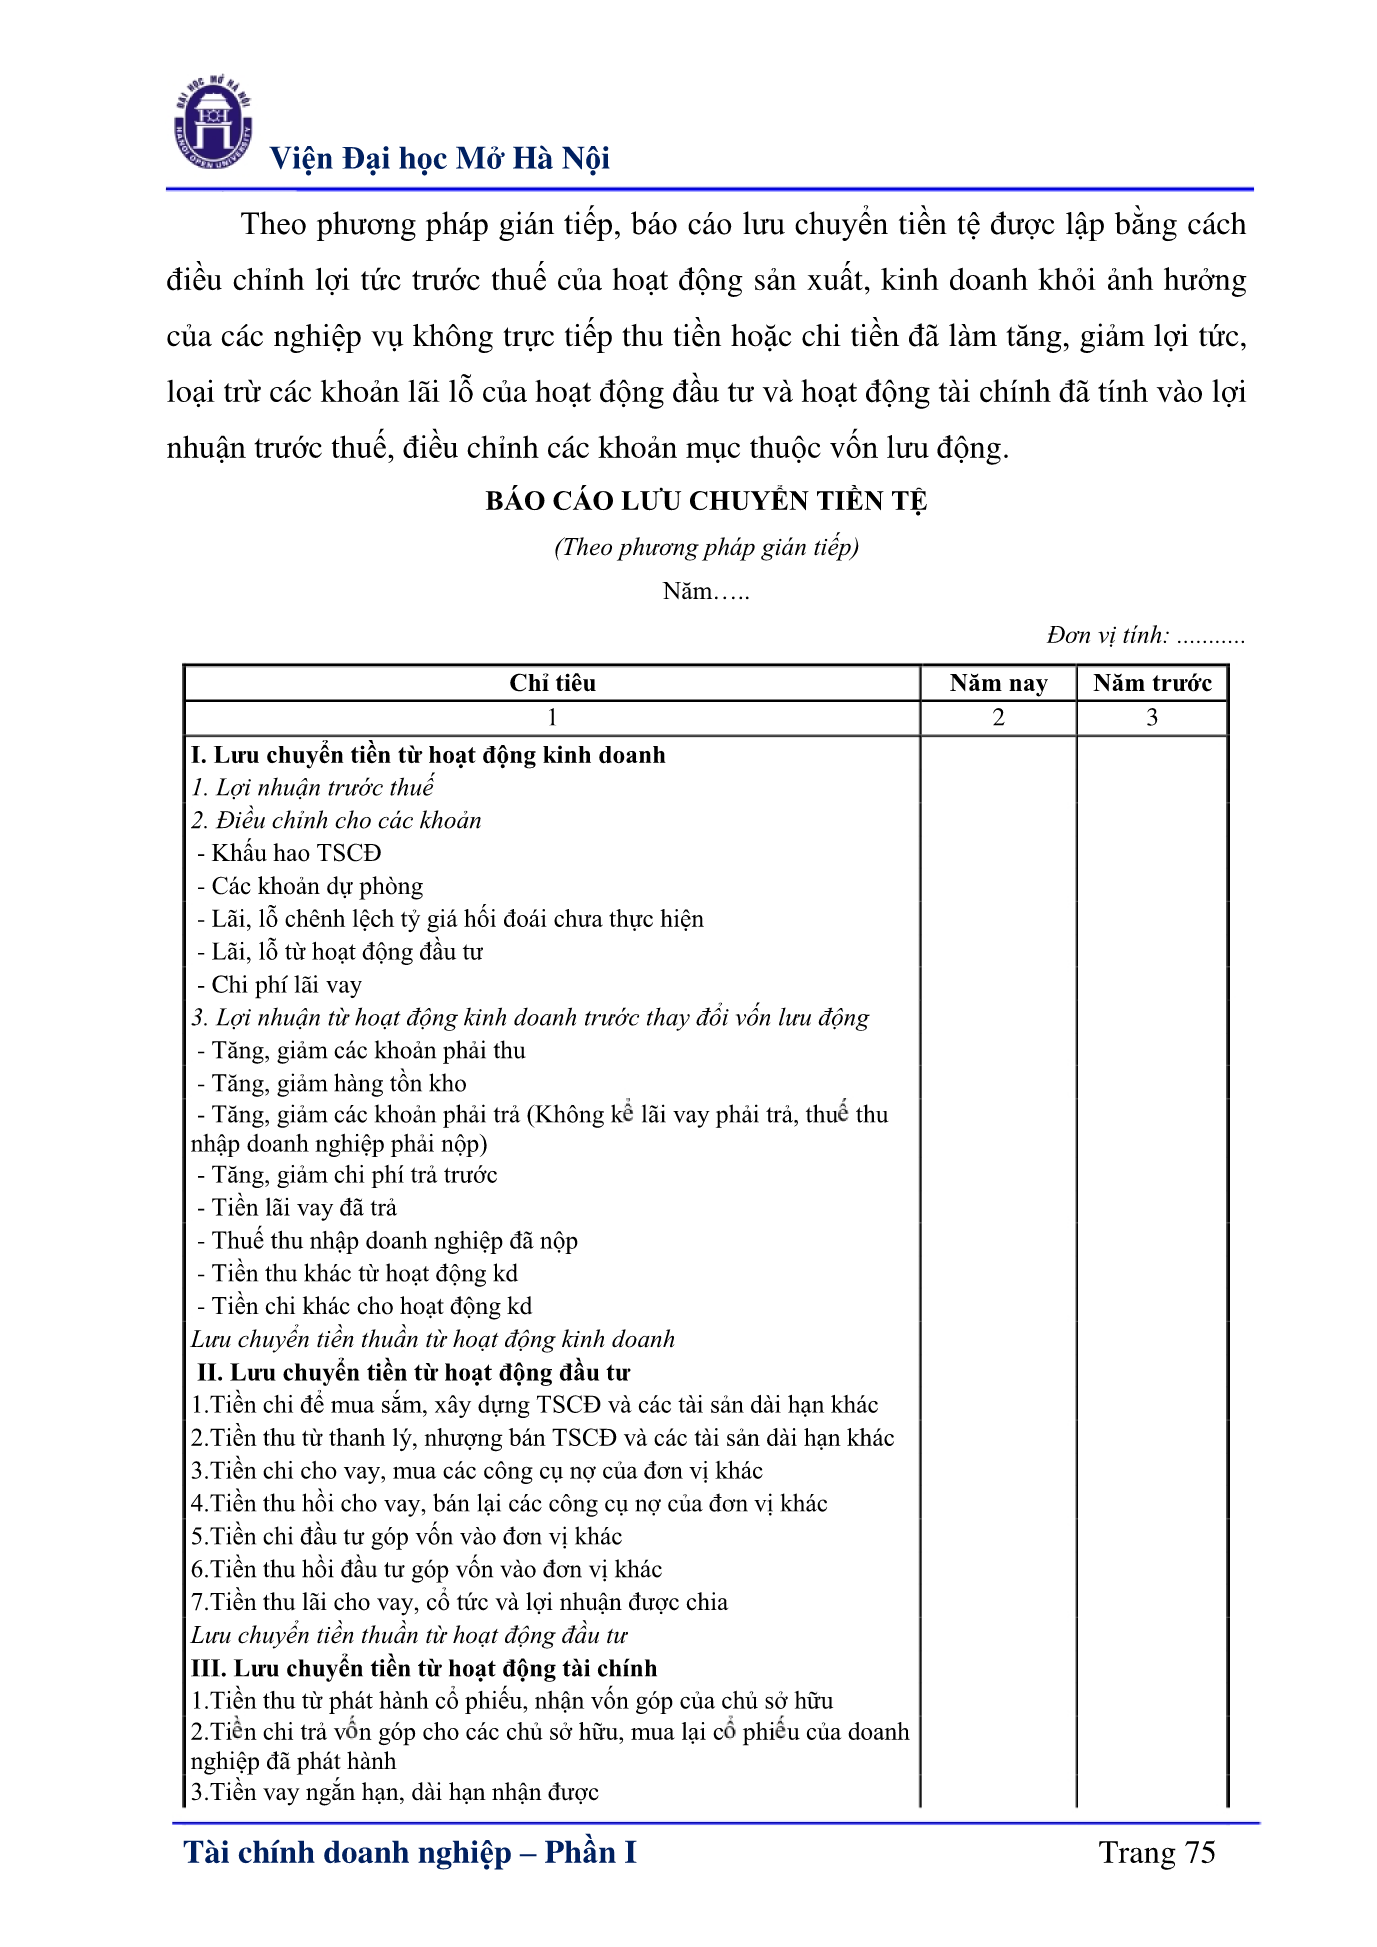 ĐẠI HỌC MỞ HÀ NỘI
HANOI OPEN UNIVERSITY
Viện Đại học Mở Hà Nội
Theo phương pháp gián tiếp, báo cáo lưu chuyển tiền tệ được lập bằng cách
điều chỉnh lợi tức trước thuế của hoạt động sản xuất, kinh doanh khỏi ảnh hưởng
của các nghiệp vụ không trực tiếp thu tiền hoặc chi tiền đã làm tăng, giảm lợi tức,
loại trừ các khoản lãi lỗ của hoạt động đầu tư và hoạt động tài chính đã tính vào lợi
nhuận trước thuế, điều chỉnh các khoản mục thuộc vốn lưu động.
BÁO CÁO LƯU CHUYỂN TIỀN TỆ
(Theo phương pháp gián tiếp)
Năm…..
Đơn vị tính: ...........
Chỉ tiêu Năm nay Năm trước
1 2 3
I. Lưu chuyển tiền từ hoạt động kinh doanh
1. Lợi nhuận trước thuế
2. Điều chỉnh cho các khoản
- Khấu hao TSCĐ
- Các khoản dự phòng
- Lãi, lỗ chênh lệch tỷ giá hối đoái chưa thực hiện
- Lãi, lỗ từ hoạt động đầu tư
- Chi phí lãi vay
3. Lợi nhuận từ hoạt động kinh doanh trước thay đổi vốn lưu động
- Tăng, giảm các khoản phải thu
- Tăng, giảm hàng tồn kho
- Tăng, giảm các khoản phải trả (Không kể lãi vay phải trả, thuế thu
nhập doanh nghiệp phải nộp)
- Tăng, giảm chi phí trả trước
- Tiền lãi vay đã trả
- Thuế thu nhập doanh nghiệp đã nộp
- Tiền thu khác từ hoạt động kd
- Tiền chi khác cho hoạt động kd
Lưu chuyển tiền thuần từ hoạt động kinh doanh
II. Lưu chuyển tiền từ hoạt động đầu tư
1.Tiền chi để mua sắm, xây dựng TSCĐ và các tài sản dài hạn khác
2.Tiền thu từ thanh lý, nhượng bán TSCĐ và các tài sản dài hạn khác
3.Tiền chi cho vay, mua các công cụ nợ của đơn vị khác
4.Tiền thu hồi cho vay, bán lại các công cụ nợ của đơn vị khác
5.Tiền chi đầu tư góp vốn vào đơn vị khác
6.Tiền thu hồi đầu tư góp vốn vào đơn vị khác
7.Tiền thu lãi cho vay, cổ tức và lợi nhuận được chia
Lưu chuyển tiền thuần từ hoạt động đầu tư
III. Lưu chuyển tiền từ hoạt động tài chính
1.Tiền thu từ phát hành cổ phiếu, nhận vốn góp của chủ sở hữu
2.Tiền chi trả vốn góp cho các chủ sở hữu, mua lại cổ phiếu của doanh
nghiệp đã phát hành
3.Tiền vay ngắn hạn, dài hạn nhận được
Tài chính doanh nghiệp – Phần I Trang 75